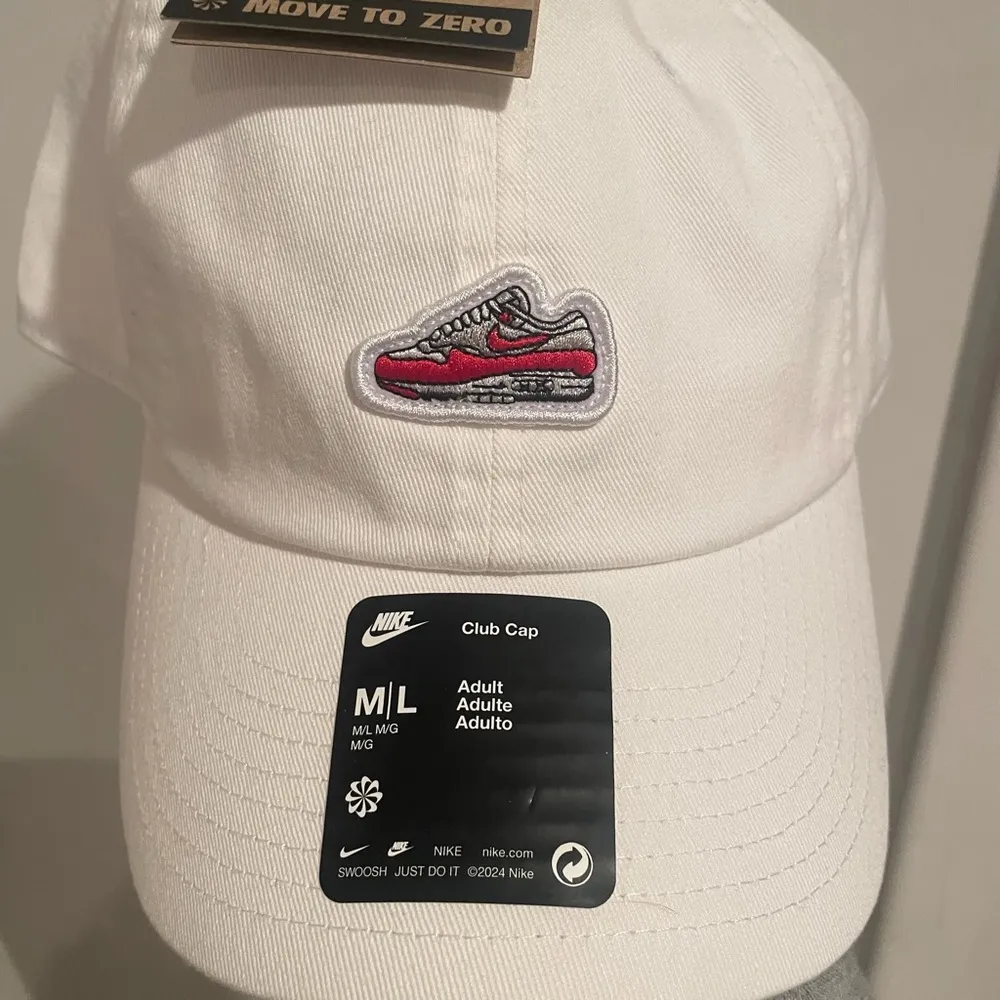 MOVE TO ZERO
NIKE
Club Cap
M|L
M/L M/G
M/G
Adult
Adulte
Adulto
NIKE NIKE nike.com
SWOOSH JUST DO IT ©2024 Nike